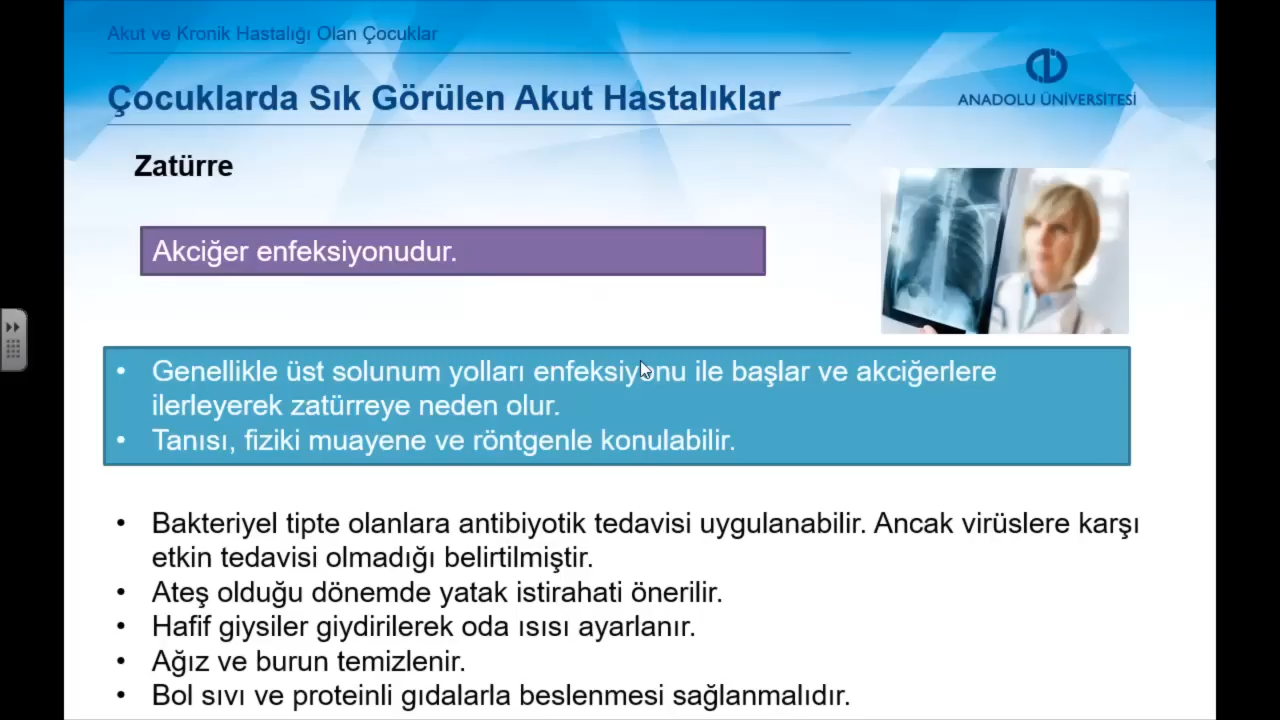 Akut ve Kronik Hastalığı Olan Çocuklar
Çocuklarda Sık Görülen Akut Hastalıklar
ANADOLU ÜNİVERSİTESİ
Zatürre
Akciğer enfeksiyonudur.
• Genellikle üst solunum yolları enfeksiyonu ile başlar ve akciğerlere
ilerleyerek zatürreye neden olur.
• Tanısı, fiziki muayene ve röntgenle konulabilir.
• Bakteriyel tipte olanlara antibiyotik tedavisi uygulanabilir. Ancak virüslere karşı
etkin tedavisi olmadığı belirtilmiştir.
• Ateş olduğu dönemde yatak istirahati önerilir.
• Hafif giysiler giydirilerek oda ısısı ayarlanır.
• Ağız ve burun temizlenir.
• Bol sıvı ve proteinli gıdalarla beslenmesi sağlanmalıdır.